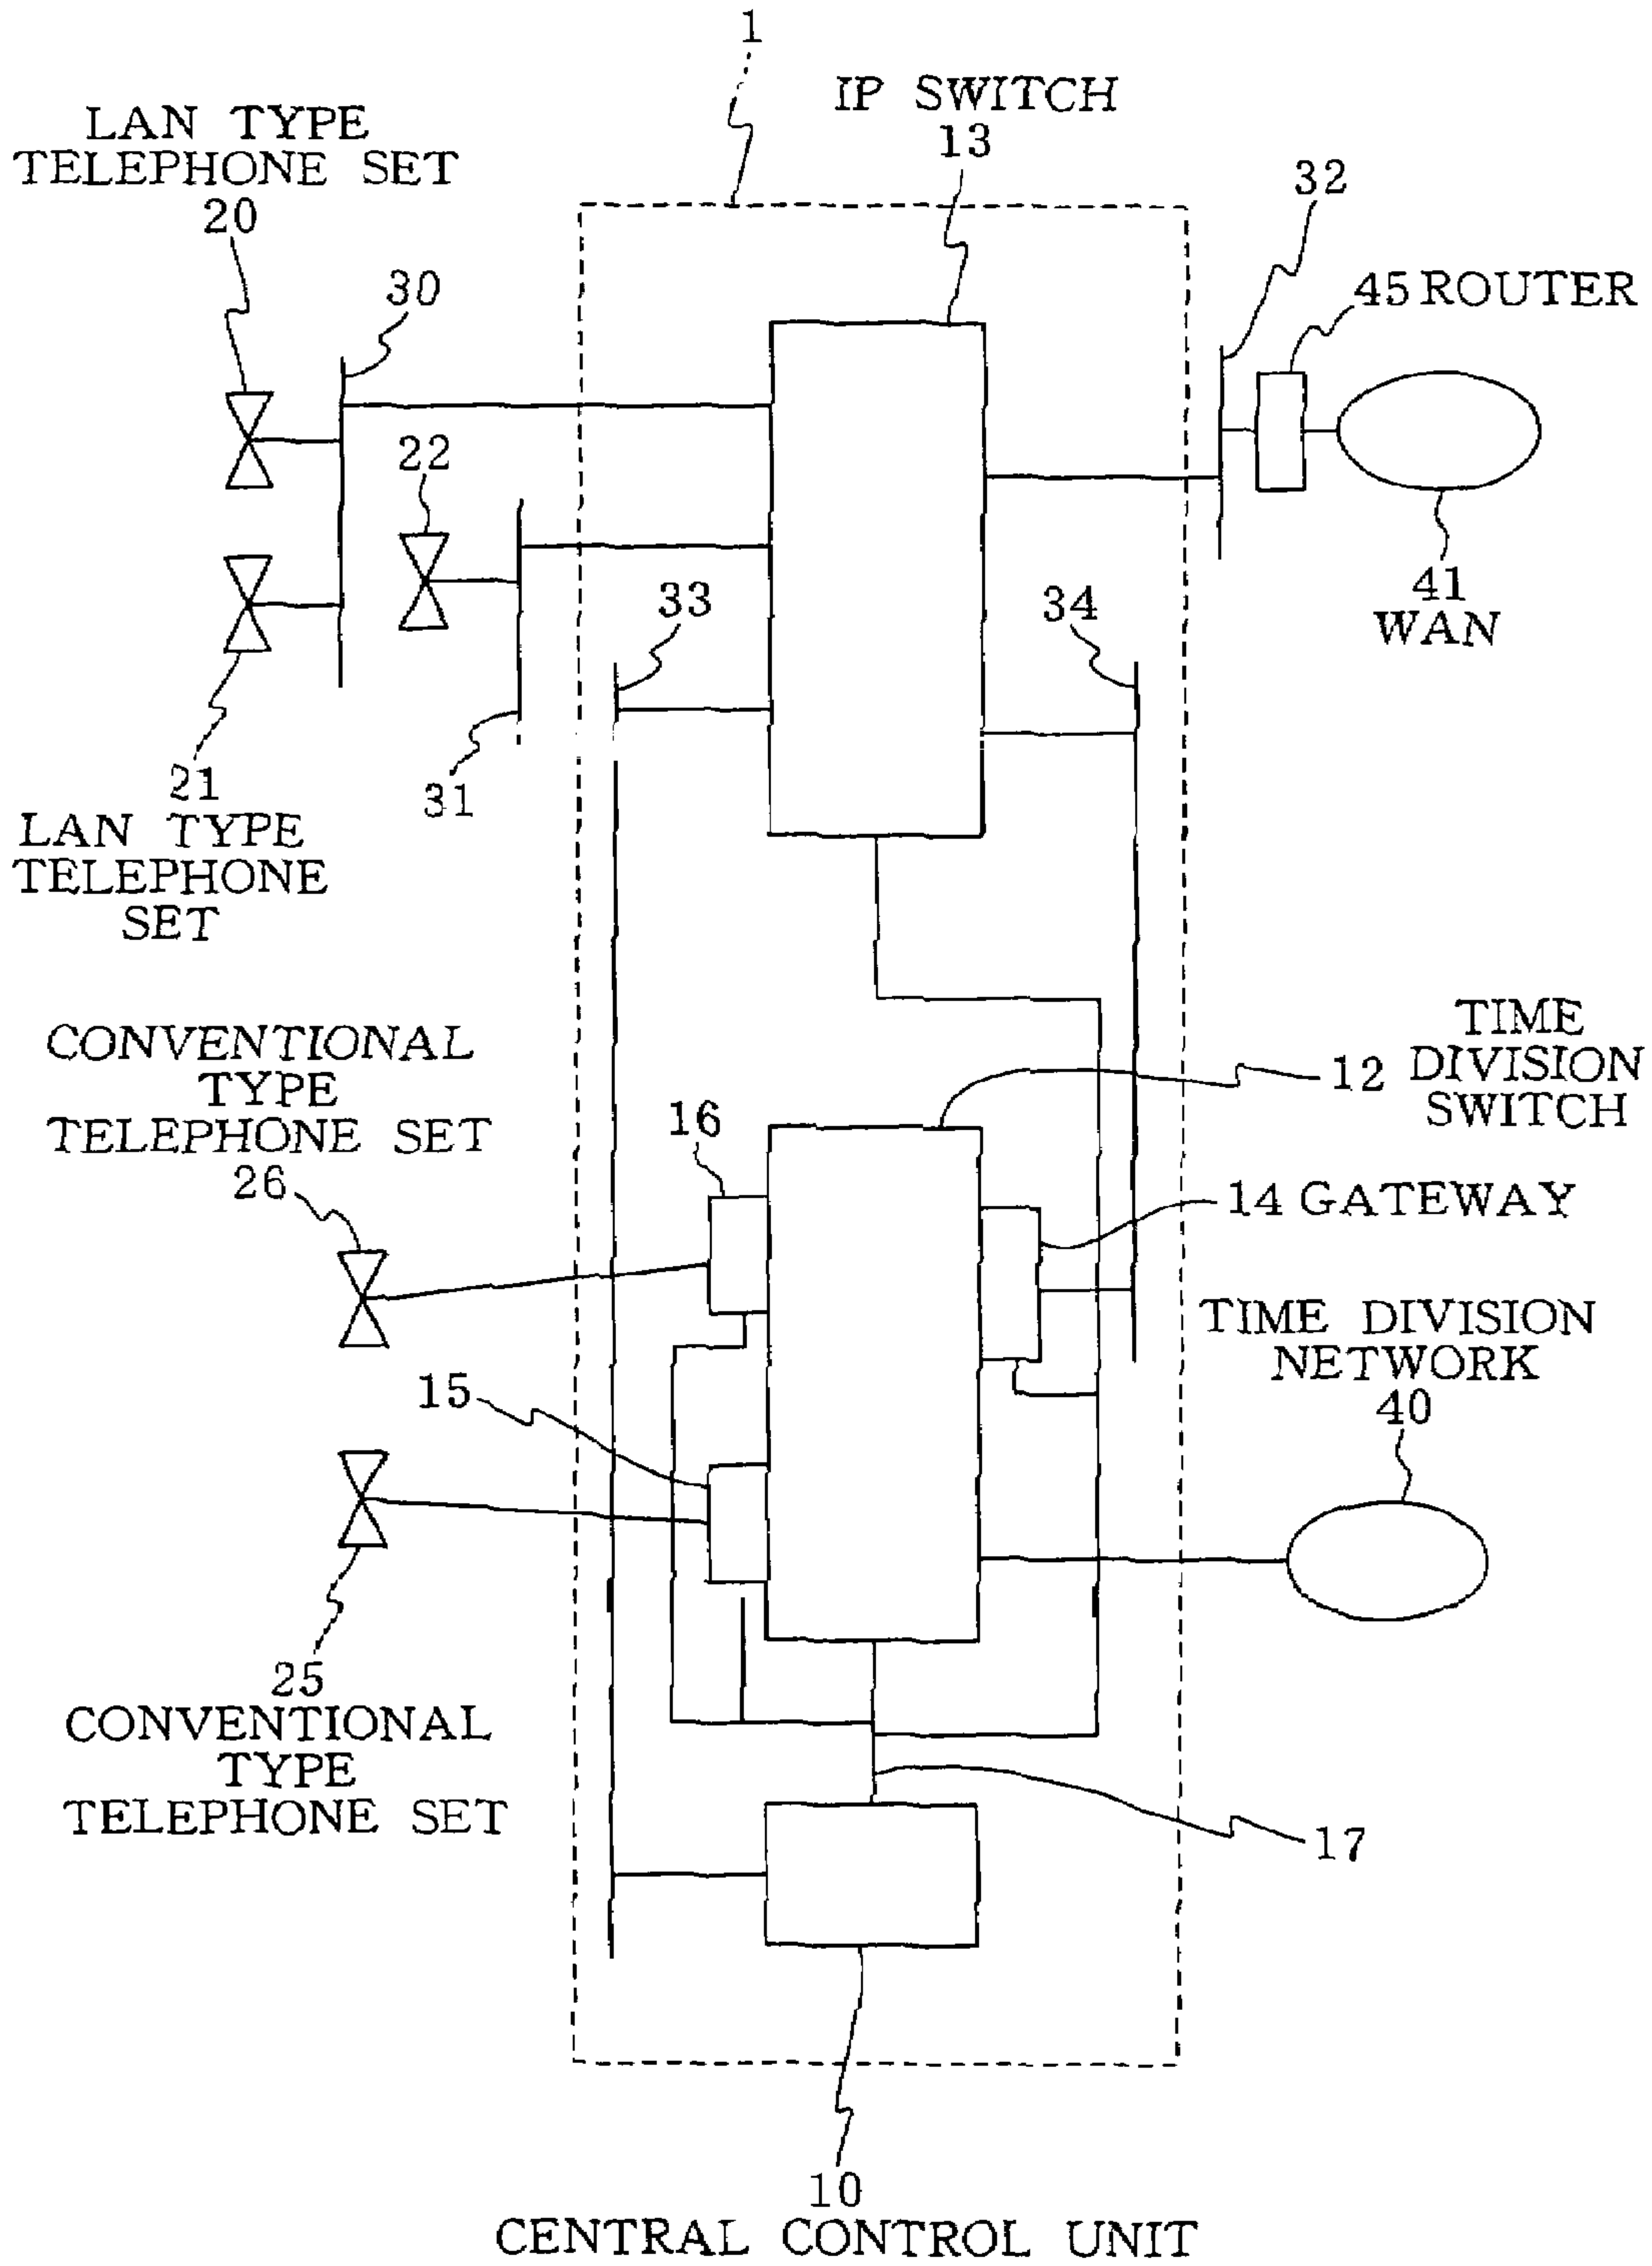 1
IP SWITCH
13
LAN TYPE
TELEPHONE SET
20
32
30
45 ROUTER
22
33
34
41
WAN
21
LAN TYPE
TELEPHONE
SET
31
TIME
DIVISION
SWITCH
12
CONVENTIONAL
TYPE
TELEPHONE SET
26
16
14 GATEWAY
TIME DIVISION
NETWORK
40
15
25
CONVENTIONAL
TYPE
TELEPHONE SET
17
10
CENTRAL CONTROL UNIT